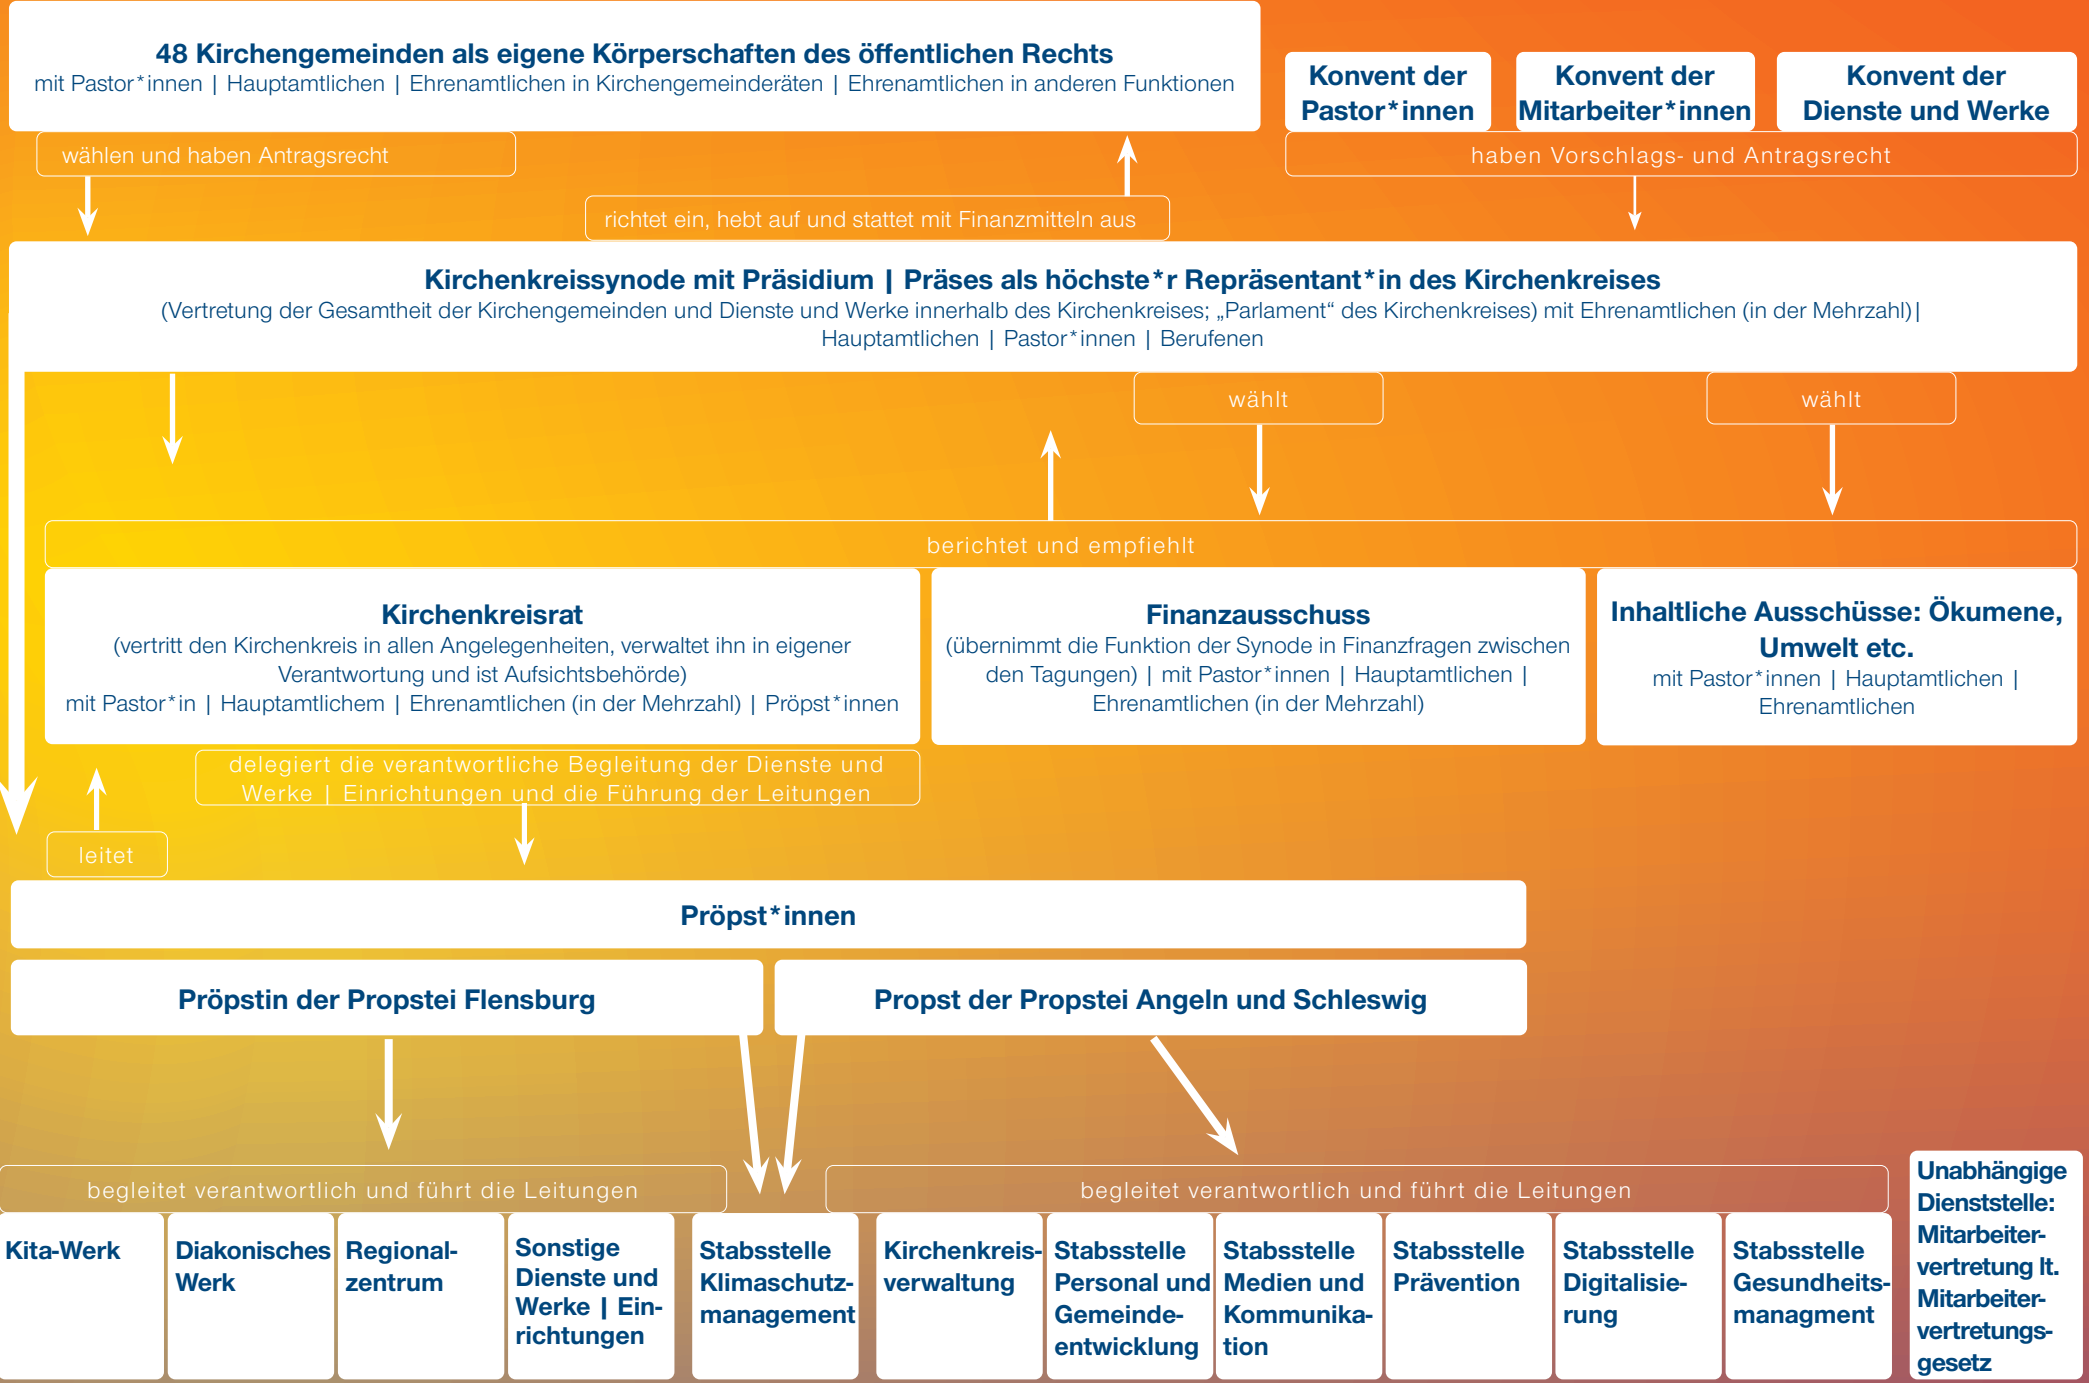 48 Kirchengemeinden als eigene Körperschaften des öffentlichen Rechts
mit Pastor*innen | Hauptamtlichen | Ehrenamtlichen in Kirchengemeinderäten | Ehrenamtlichen in anderen Funktionen
Konvent der
Pastor*innen
Konvent der
Mitarbeiter*innen
Konvent der
Dienste und Werke
wählen und haben Antragsrecht
haben Vorschlags- und Antragsrecht
richtet ein, hebt auf und stattet mit Finanzmitteln aus
Kirchenkreissynode mit Präsidium | Präses als höchste*r Repräsentant*in des Kirchenkreises
(Vertretung der Gesamtheit der Kirchengemeinden und Dienste und Werke innerhalb des Kirchenkreises; „Parlament“ des Kirchenkreises) mit Ehrenamtlichen (in der Mehrzahl)|
Hauptamtlichen | Pastor*innen | Berufenen
wählt
wählt
berichtet und empfiehlt
Kirchenkreisrat
(vertritt den Kirchenkreis in allen Angelegenheiten, verwaltet ihn in eigener
Verantwortung und ist Aufsichtsbehörde)
mit Pastor*in | Hauptamtlichem | Ehrenamtlichen (in der Mehrzahl) | Pröpst*innen
Finanzausschuss
(übernimmt die Funktion der Synode in Finanzfragen zwischen
den Tagungen) | mit Pastor*innen | Hauptamtlichen |
Ehrenamtlichen (in der Mehrzahl)
Inhaltliche Ausschüsse: Ökumene,
Umwelt etc.
mit Pastor*innen | Hauptamtlichen |
Ehrenamtlichen
delegiert die verantwortliche Begleitung der Dienste und
Werke | Einrichtungen und die Führung der Leitungen
leitet
Pröpst*innen
Pröpstin der Propstei Flensburg
Propst der Propstei Angeln und Schleswig
begleitet verantwortlich und führt die Leitungen
begleitet verantwortlich und führt die Leitungen
Kita-Werk
Diakonisches
Werk
Regional-
zentrum
Sonstige
Dienste und
Werke | Ein-
richtungen
Stabsstelle
Klimaschutz-
management
Kirchenkreis-
verwaltung
Stabsstelle
Personal und
Gemeinde-
entwicklung
Stabsstelle
Medien und
Kommunika-
tion
Stabsstelle
Prävention
Stabsstelle
Digitalisie-
rung
Stabsstelle
Gesundheits-
managment
Unabhängige
Dienststelle:
Mitarbeiter-
vertretung lt.
Mitarbeiter-
vertretungs-
gesetz